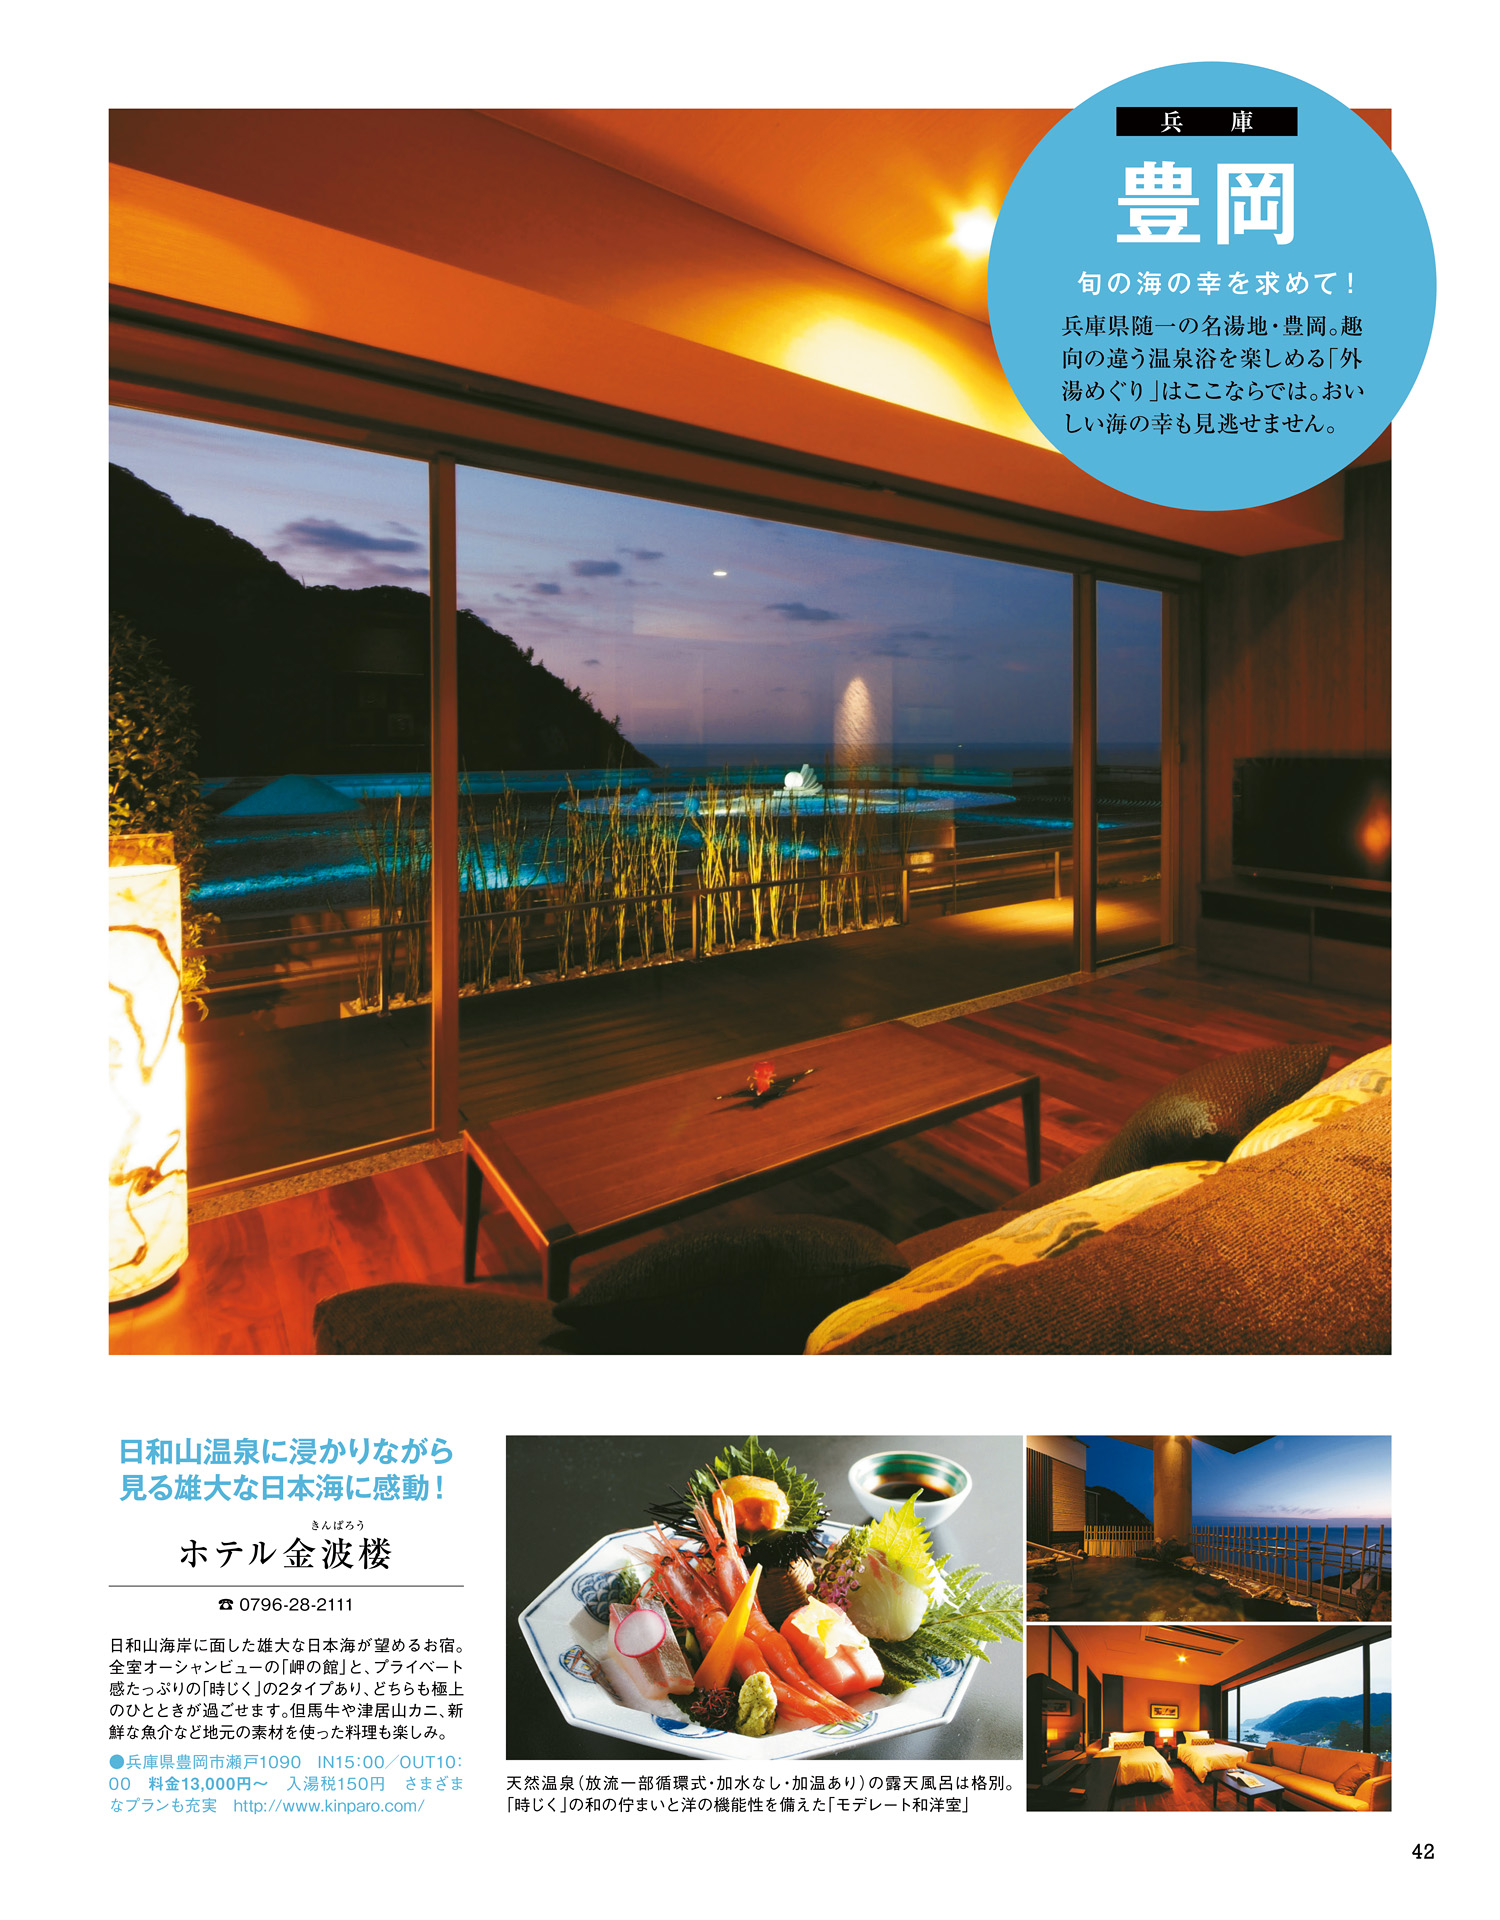 兵庫
豊岡
旬の海の幸を求めて！
兵庫県随一の名湯地・豊岡。趣
向の違う温泉浴を楽しめる「外
湯めぐり」はここならでは。おい
しい海の幸も見逃せません。
日和山温泉に浸かりながら
見る雄大な日本海に感動！
きんぱろう
ホテル金波楼
☎ 0796-28-2111
日和山海岸に面した雄大な日本海が望めるお宿。
全室オーシャンビューの「岬の館」と、プライベート
感たっぷりの「時じく」の2タイプあり、どちらも極上
のひとときが過ごせます。但馬牛や津居山カニ、新
鮮な魚介など地元の素材を使った料理も楽しみ。
●兵庫県豊岡市瀬戸1090　IN15:00／OUT10:
00　料金13,000円〜　入湯税150円　さまざま
なプランも充実　http://www.kinparo.com/
天然温泉（放流一部循環式・加水なし・加温あり）の露天風呂は格別。
「時じく」の和の佇まいと洋の機能性を備えた「モデレート和洋室」
42